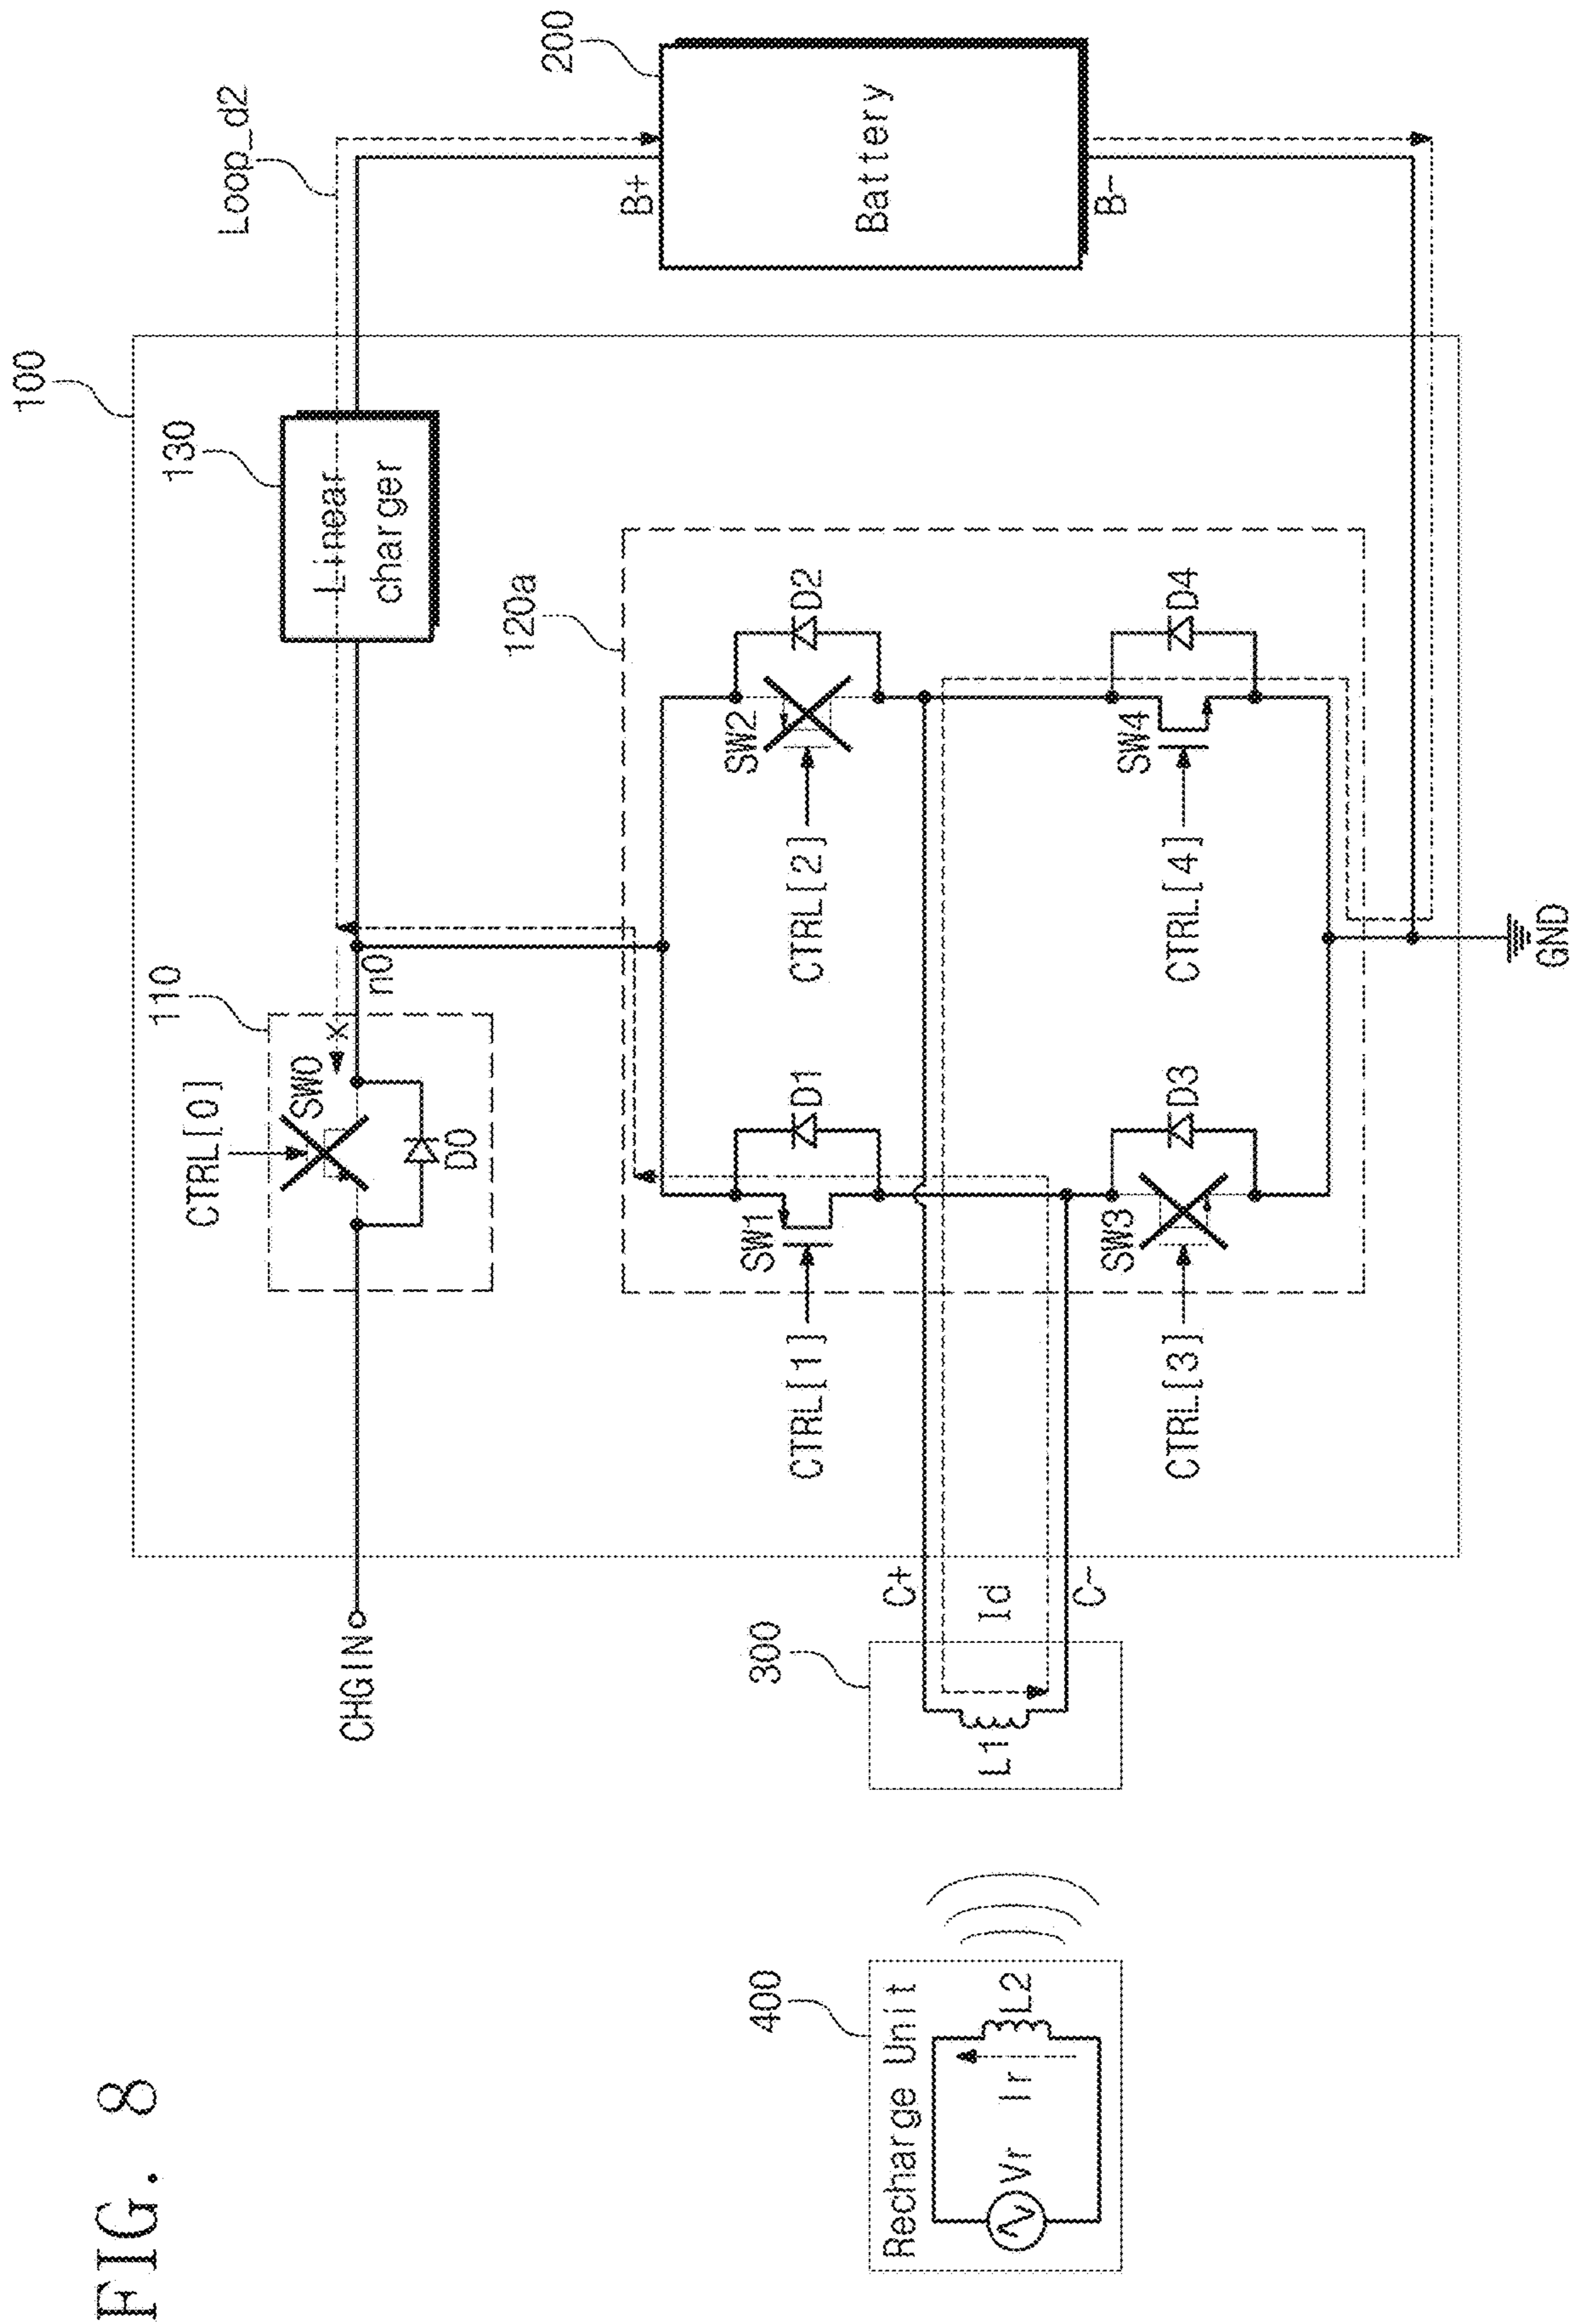 FIG. 8
100
CHGIN
CTRL[0]
110
SW0
D0
n0
130
Linear
charger
Loop_d2
200
B+
Battery
B-
120a
CTRL[1]
SW1
D1
CTRL[2]
SW2
D2
CTRL[3]
SW3
D3
CTRL[4]
SW4
D4
GND
400
Recharge Unit
Vr
Ir
L2
300
L1
C+
Id
C-